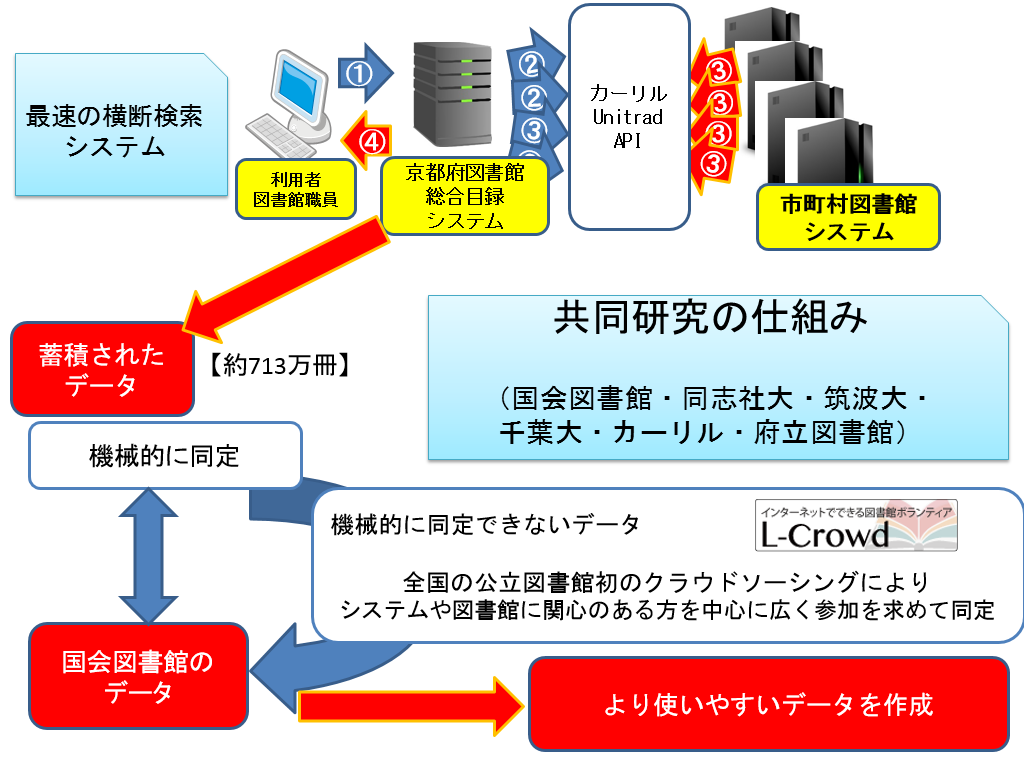 最速の横断検索
システム
①
④
利用者
図書館職員
京都府図書館
総合目録
システム
②
②
③
カーリル
Unitrad
API
③
③
③
③
市町村図書館
システム
共同研究の仕組み
（国会図書館・同志社大・筑波大・
千葉大・カーリル・府立図書館）
蓄積された
データ
【約713万冊】
機械的に同定
機械的に同定できないデータ
インターネットでできる図書館ボランティア
L-Crowd
全国の公立図書館初のクラウドソーシングにより
システムや図書館に関心のある方を中心に広く参加を求めて同定
国会図書館の
データ
より使いやすいデータを作成